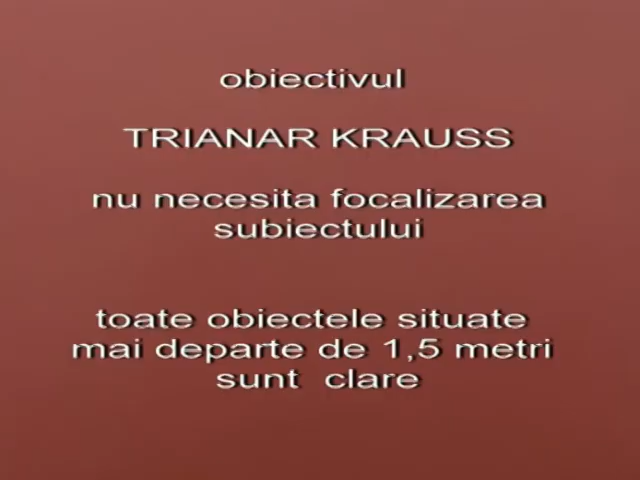 obiectivul
TRIANAR KRAUSS
nu necesita focalizarea
subiectului
toate obiectele situate
mai departe de 1,5 metri
sunt clare